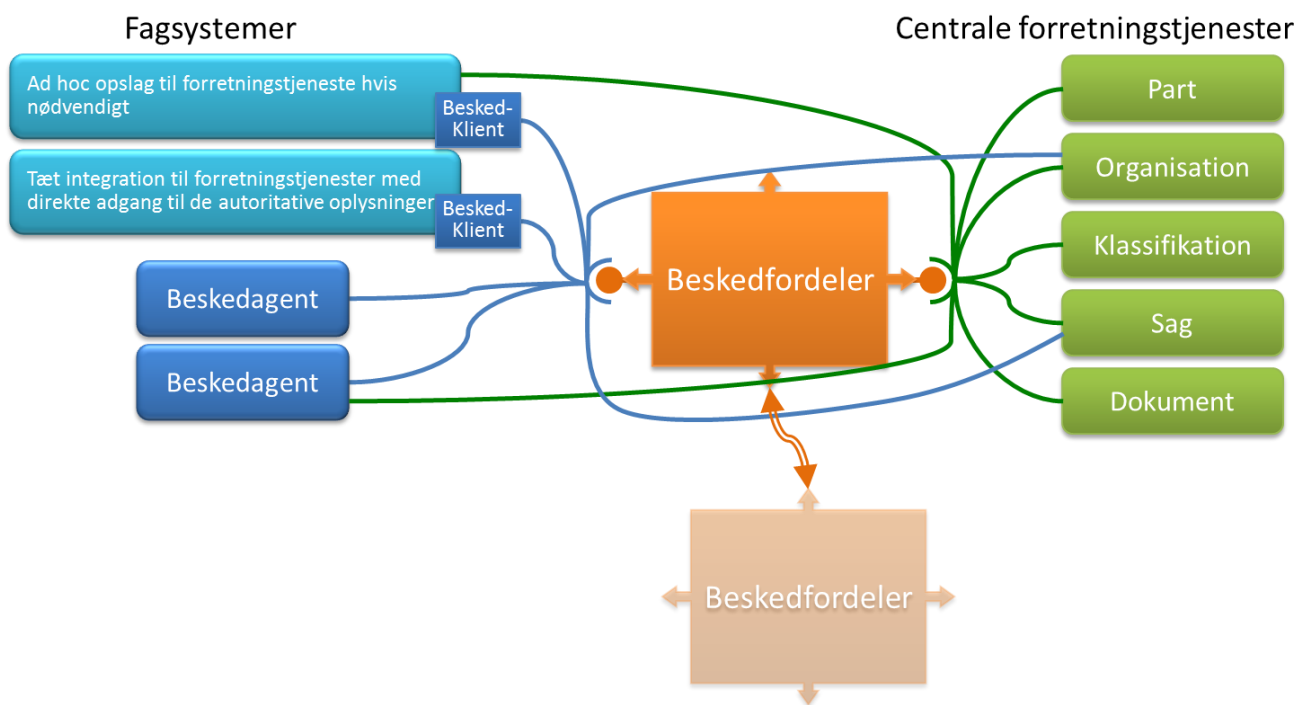 Fagsystemer
Centrale forretningstjenester
Ad hoc opslag til forretningstjeneste hvis
nødvendigt
Besked-
Klient
Tæt integration til forretningstjenester med
direkte adgang til de autoritative oplysninger
Besked-
Klient
Beskedagent
Beskedagent
Beskedfordeler
Part
Organisation
Klassifikation
Sag
Dokument
Beskedfordeler